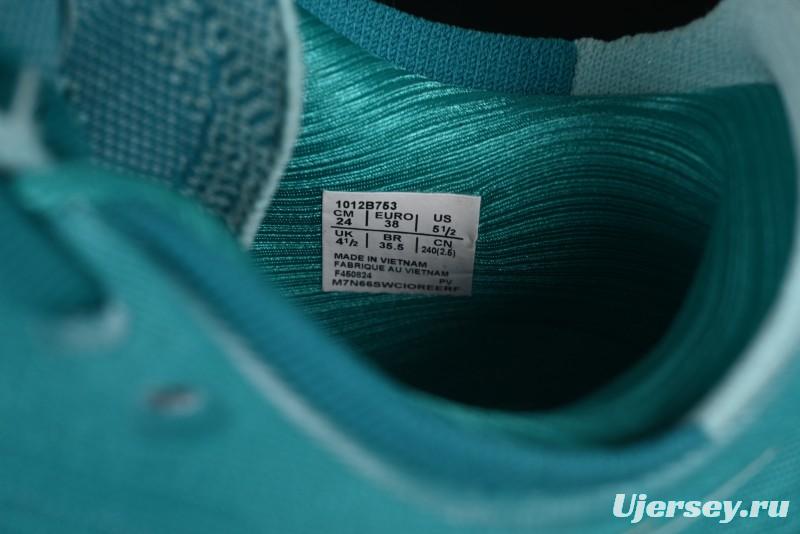 1012B753
CM | EURO | US
24 | 38 | 5 1/2
UK | BR | CN
4 1/2 | 35.5 | 240(2.5)
MADE IN VIETNAM
FABRIQUE AU VIETNAM
F450824 PV
M7N66SWCIOREERF
Ujersey.ru